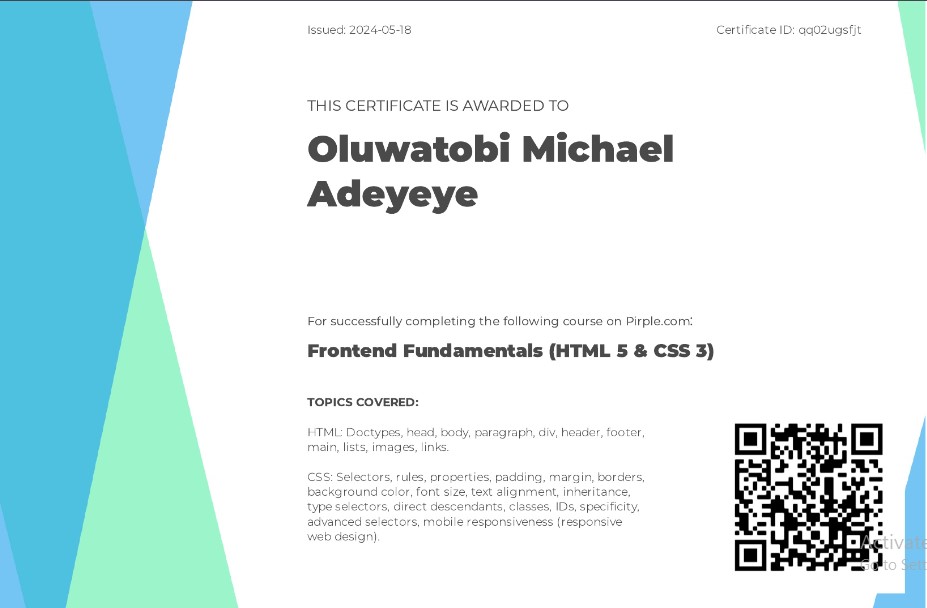 Issued: 2024-05-18
Certificate ID: qq02ugsfjt
THIS CERTIFICATE IS AWARDED TO
Oluwatobi Michael
Adeyeye
For successfully completing the following course on Pirple.com:
Frontend Fundamentals (HTML 5 & CSS 3)
TOPICS COVERED:
HTML: Doctypes, head, body, paragraph, div, header, footer,
main, lists, images, links.
CSS: Selectors, rules, properties, padding, margin, borders,
background color, font size, text alignment, inheritance,
type selectors, direct descendants, classes, IDs, specificity,
advanced selectors, mobile responsiveness (responsive
web design).
Activate
Go to Sett